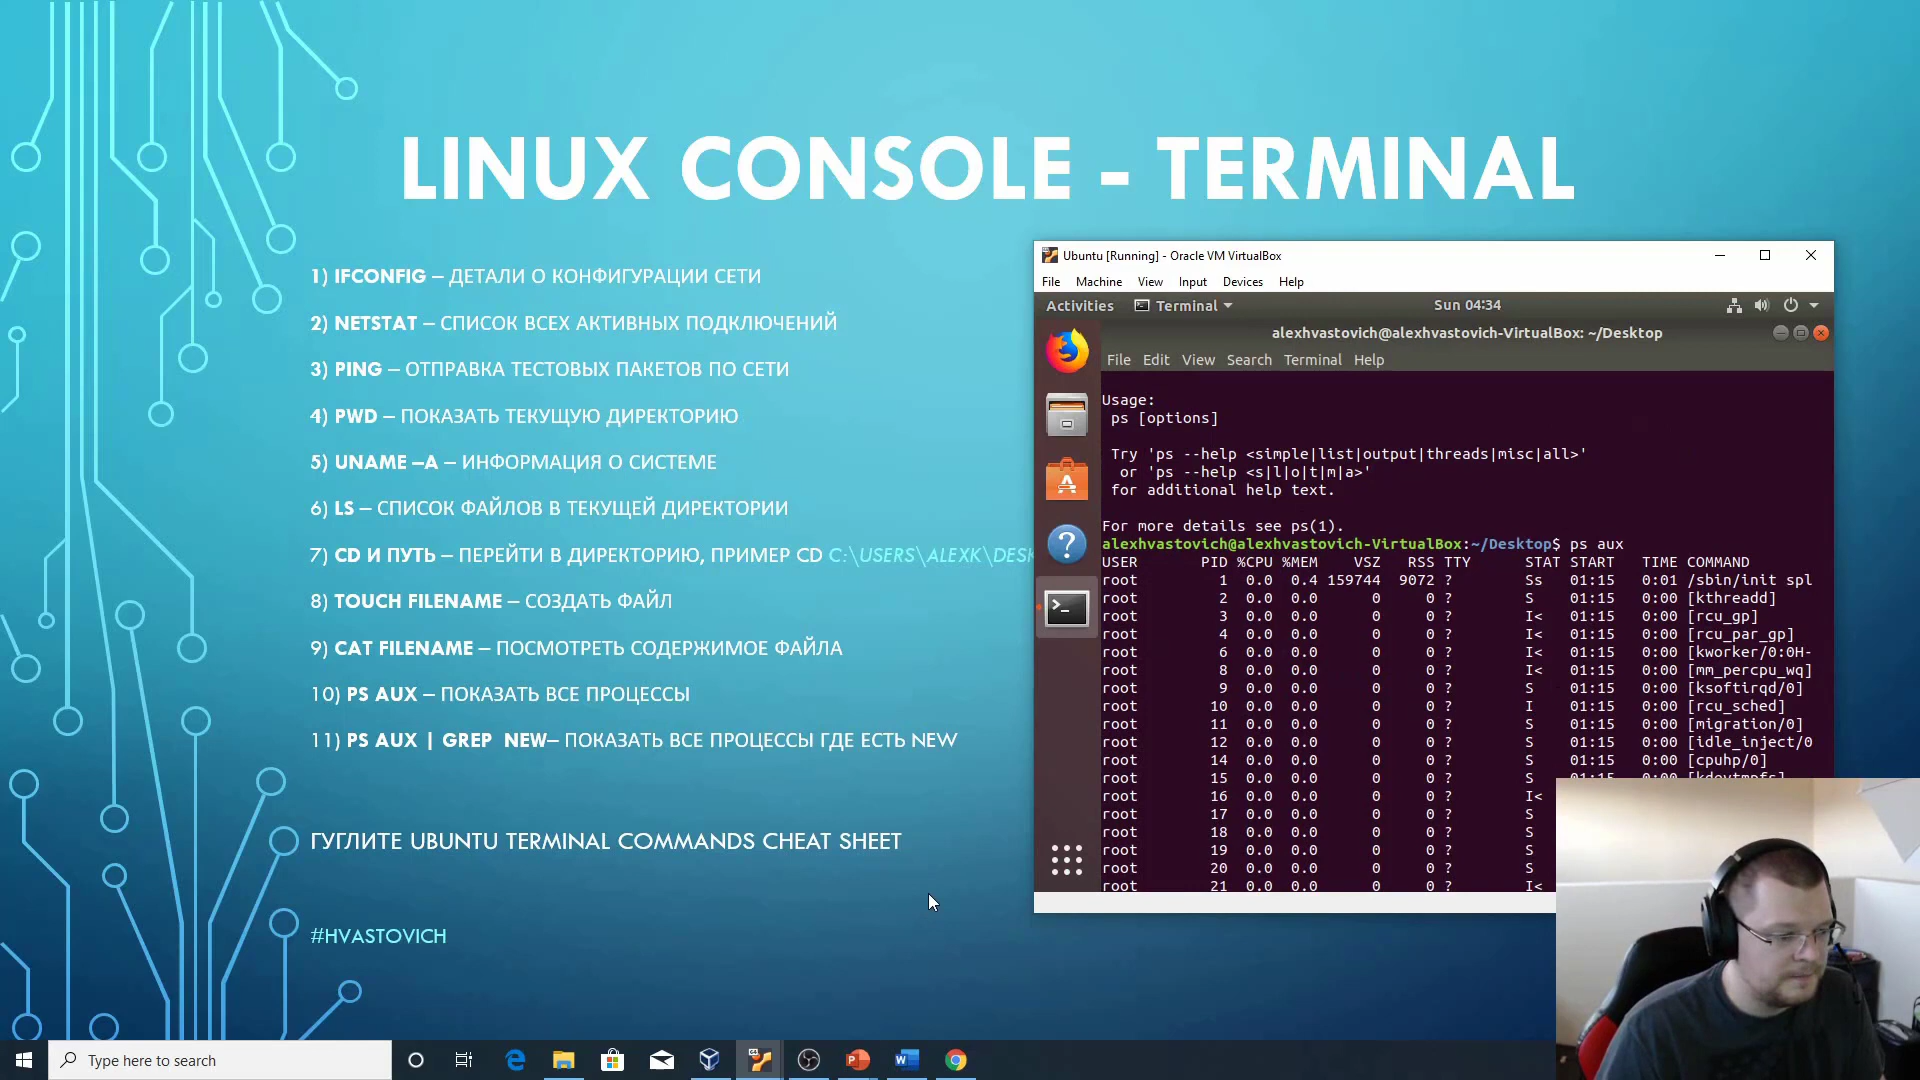 LINUX CONSOLE - TERMINAL
1) IFCONFIG – ДЕТАЛИ О КОНФИГУРАЦИИ СЕТИ
2) NETSTAT – СПИСОК ВСЕХ АКТИВНЫХ ПОДКЛЮЧЕНИЙ
3) PING – ОТПРАВКА ТЕСТОВЫХ ПАКЕТОВ ПО СЕТИ
4) PWD – ПОКАЗАТЬ ТЕКУЩУЮ ДИРЕКТОРИЮ
5) UNAME –A – ИНФОРМАЦИЯ О СИСТЕМЕ
6) LS – СПИСОК ФАЙЛОВ В ТЕКУЩЕЙ ДИРЕКТОРИИ
7) CD И ПУТЬ – ПЕРЕЙТИ В ДИРЕКТОРИЮ, ПРИМЕР CD C:\USERS\ALEXK\DESK
8) TOUCH FILENAME – СОЗДАТЬ ФАЙЛ
9) CAT FILENAME – ПОСМОТРЕТЬ СОДЕРЖИМОЕ ФАЙЛА
10) PS AUX – ПОКАЗАТЬ ВСЕ ПРОЦЕССЫ
11) PS AUX | GREP NEW– ПОКАЗАТЬ ВСЕ ПРОЦЕССЫ ГДЕ ЕСТЬ NEW
ГУГЛИТЕ UBUNTU TERMINAL COMMANDS CHEAT SHEET
#HVASTOVICH
Ubuntu [Running] - Oracle VM VirtualBox
File Machine View Input Devices Help
Activities Terminal Sun 04:34
alexhvastovich@alexhvastovich-VirtualBox: ~/Desktop
File Edit View Search Terminal Help
Usage:
ps [options]
Try 'ps --help <simple|list|output|threads|misc|all>'
or 'ps --help <s|l|o|t|m|a>'
for additional help text.
For more details see ps(1).
alexhvastovich@alexhvastovich-VirtualBox:~/Desktop$ ps aux
USER PID %CPU %MEM VSZ RSS TTY STAT START TIME COMMAND
root 1 0.0 0.4 159744 9072 ? Ss 01:15 0:01 /sbin/init spl
root 2 0.0 0.0 0 0 ? S 01:15 0:00 [kthreadd]
root 3 0.0 0.0 0 0 ? I< 01:15 0:00 [rcu_gp]
root 4 0.0 0.0 0 0 ? I< 01:15 0:00 [rcu_par_gp]
root 6 0.0 0.0 0 0 ? I< 01:15 0:00 [kworker/0:0H-
root 8 0.0 0.0 0 0 ? I< 01:15 0:00 [mm_percpu_wq]
root 9 0.0 0.0 0 0 ? S 01:15 0:00 [ksoftirqd/0]
root 10 0.0 0.0 0 0 ? I 01:15 0:00 [rcu_sched]
root 11 0.0 0.0 0 0 ? S 01:15 0:00 [migration/0]
root 12 0.0 0.0 0 0 ? S 01:15 0:00 [idle_inject/0
root 14 0.0 0.0 0 0 ? S 01:15 0:00 [cpuhp/0]
root 15 0.0 0.0 0 0 ? S 01:15 0:00 [kdevtmpfs]
root 16 0.0 0.0 0 0 ? I<
root 17 0.0 0.0 0 0 ? S
root 18 0.0 0.0 0 0 ? S
root 19 0.0 0.0 0 0 ? S
root 20 0.0 0.0 0 0 ? S
root 21 0.0 0.0 0 0 ? I<
Type here to search